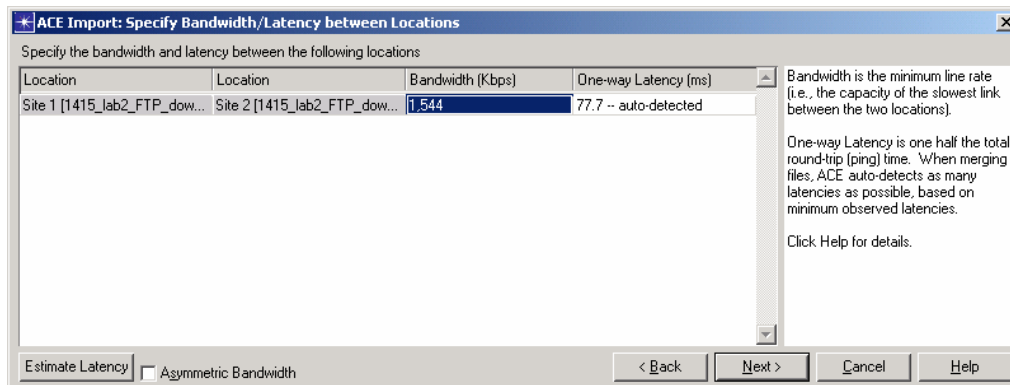 ACE Import: Specify Bandwidth/Latency between Locations
Specify the bandwidth and latency between the following locations
Location Location Bandwidth (Kbps) One-way Latency (ms)
Site 1 [1415_lab2_FTP_dow... Site 2 [1415_lab2_FTP_dow... 1,544 77.7 -- auto-detected
Bandwidth is the minimum line rate
(i.e., the capacity of the slowest link
between the two locations).
One-way Latency is one half the total
round-trip (ping) time. When merging
files, ACE auto-detects as many
latencies as possible, based on
minimum observed latencies.
Click Help for details.
Estimate Latency Asymmetric Bandwidth < Back Next > Cancel Help